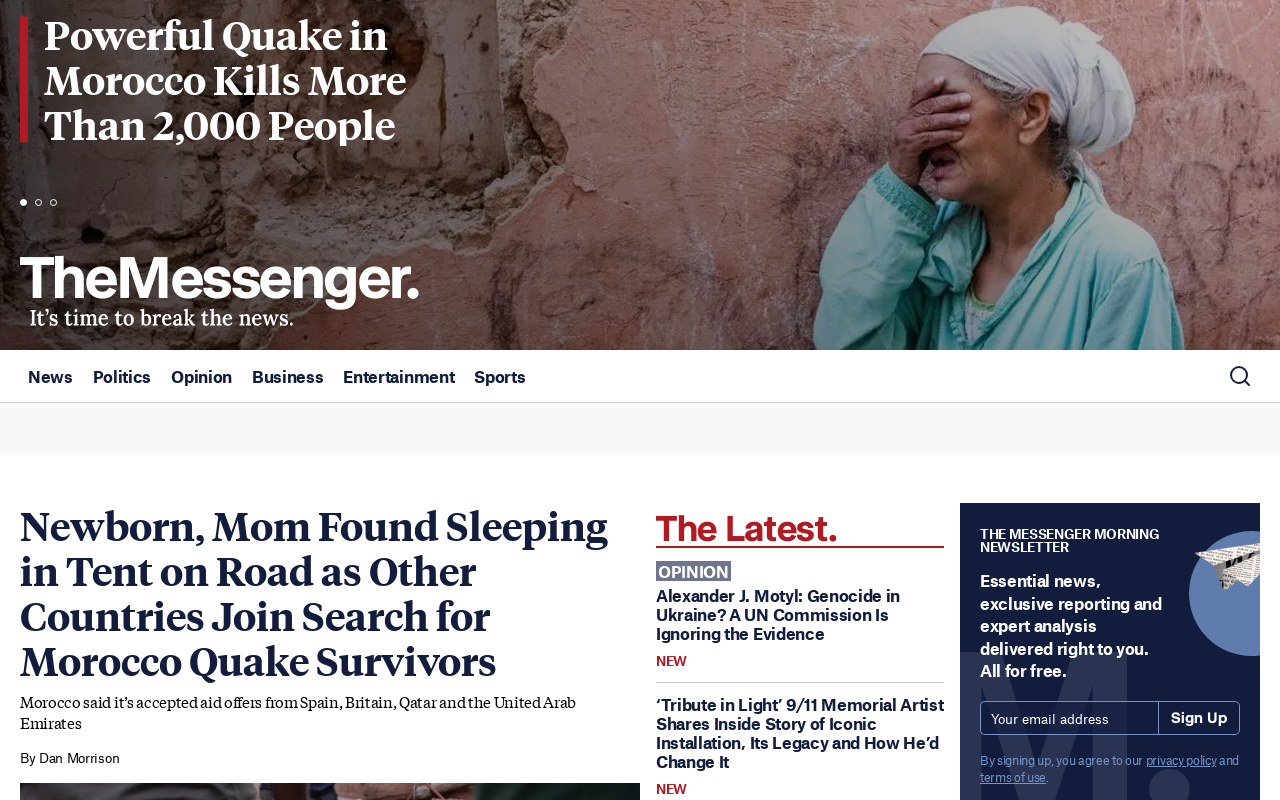 Powerful Quake in
Morocco Kills More
Than 2,000 People
TheMessenger.
It's time to break the news.
News Politics Opinion Business Entertainment Sports
Newborn, Mom Found Sleeping
in Tent on Road as Other
Countries Join Search for
Morocco Quake Survivors
Morocco said it's accepted aid offers from Spain, Britain, Qatar and the United Arab
Emirates
By Dan Morrison
The Latest.
OPINION
Alexander J. Motyl: Genocide in
Ukraine? A UN Commission Is
Ignoring the Evidence
NEW
‘Tribute in Light’ 9/11 Memorial Artist
Shares Inside Story of Iconic
Installation, Its Legacy and How He’d
Change It
NEW
THE MESSENGER MORNING
NEWSLETTER
Essential news,
exclusive reporting and
expert analysis
delivered right to you.
All for free.
Your email address Sign Up
By signing up, you agree to our privacy policy and
terms of use.
M.